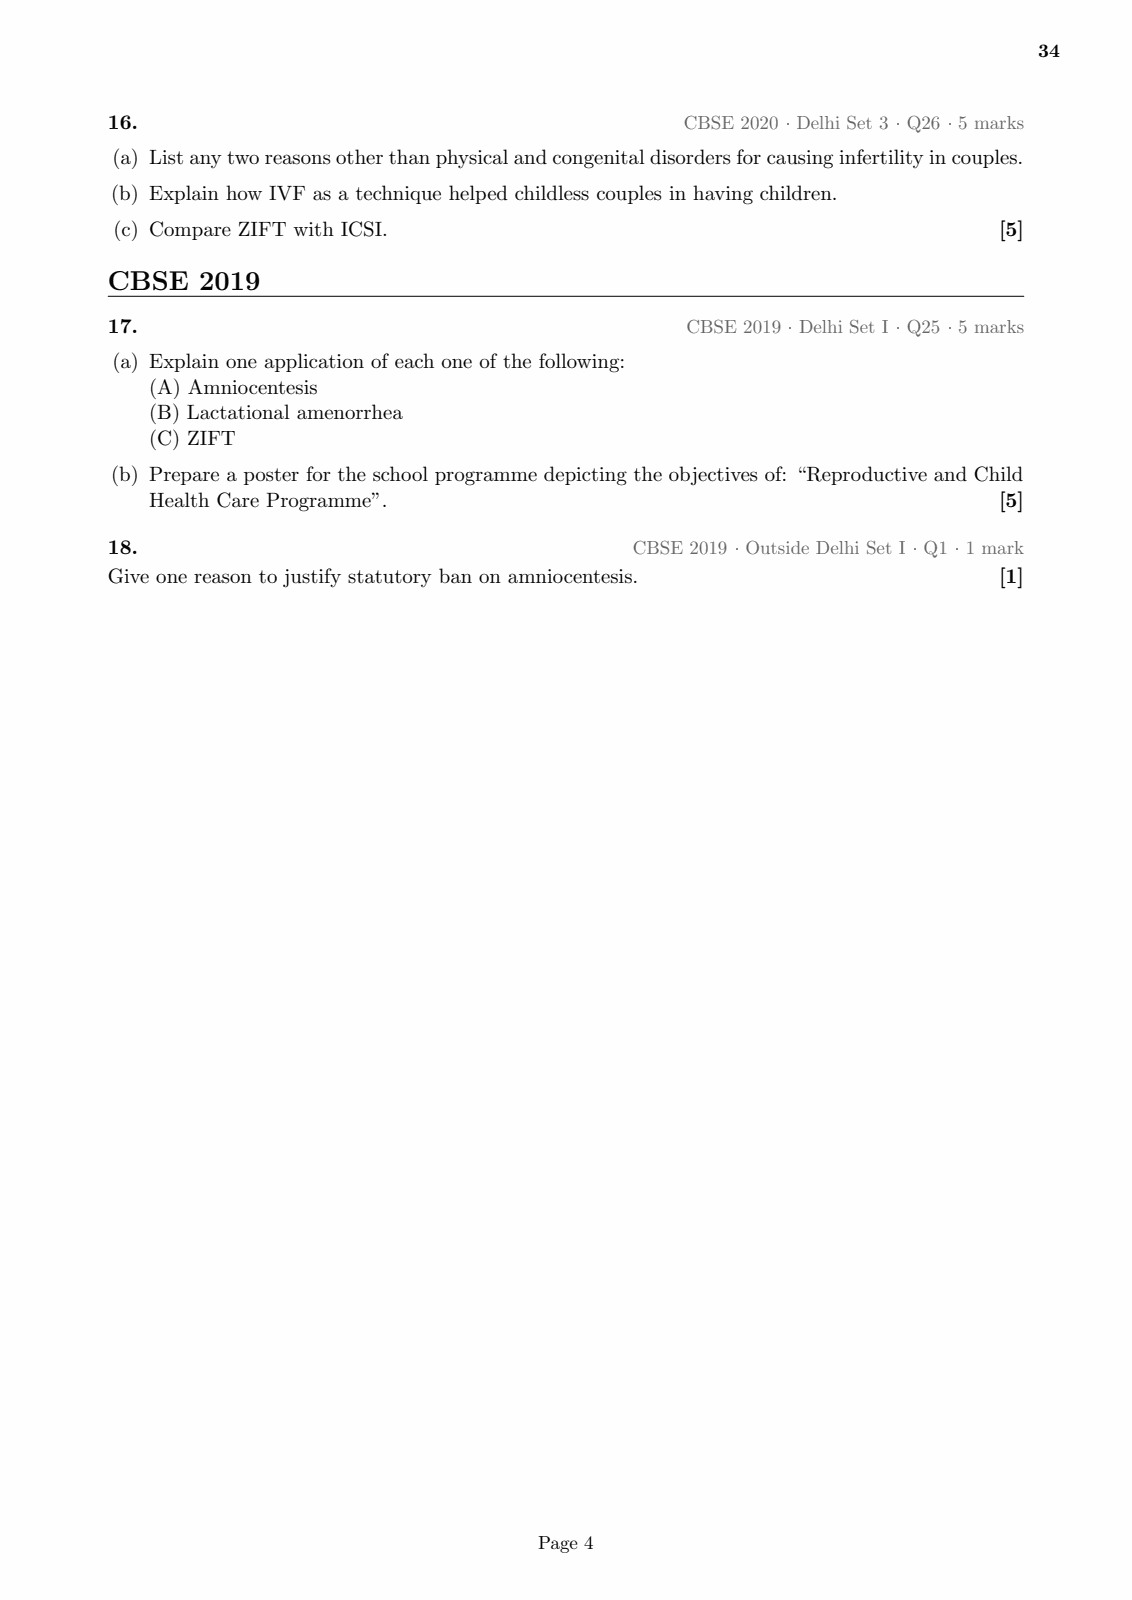 34
16. CBSE 2020 · Delhi Set 3 · Q26 · 5 marks
(a) List any two reasons other than physical and congenital disorders for causing infertility in couples.
(b) Explain how IVF as a technique helped childless couples in having children.
(c) Compare ZIFT with ICSI. [5]
CBSE 2019
17. CBSE 2019 · Delhi Set I · Q25 · 5 marks
(a) Explain one application of each one of the following:
(A) Amniocentesis
(B) Lactational amenorrhea
(C) ZIFT
(b) Prepare a poster for the school programme depicting the objectives of: “Reproductive and Child
Health Care Programme”. [5]
18. CBSE 2019 · Outside Delhi Set I · Q1 · 1 mark
Give one reason to justify statutory ban on amniocentesis. [1]
Page 4